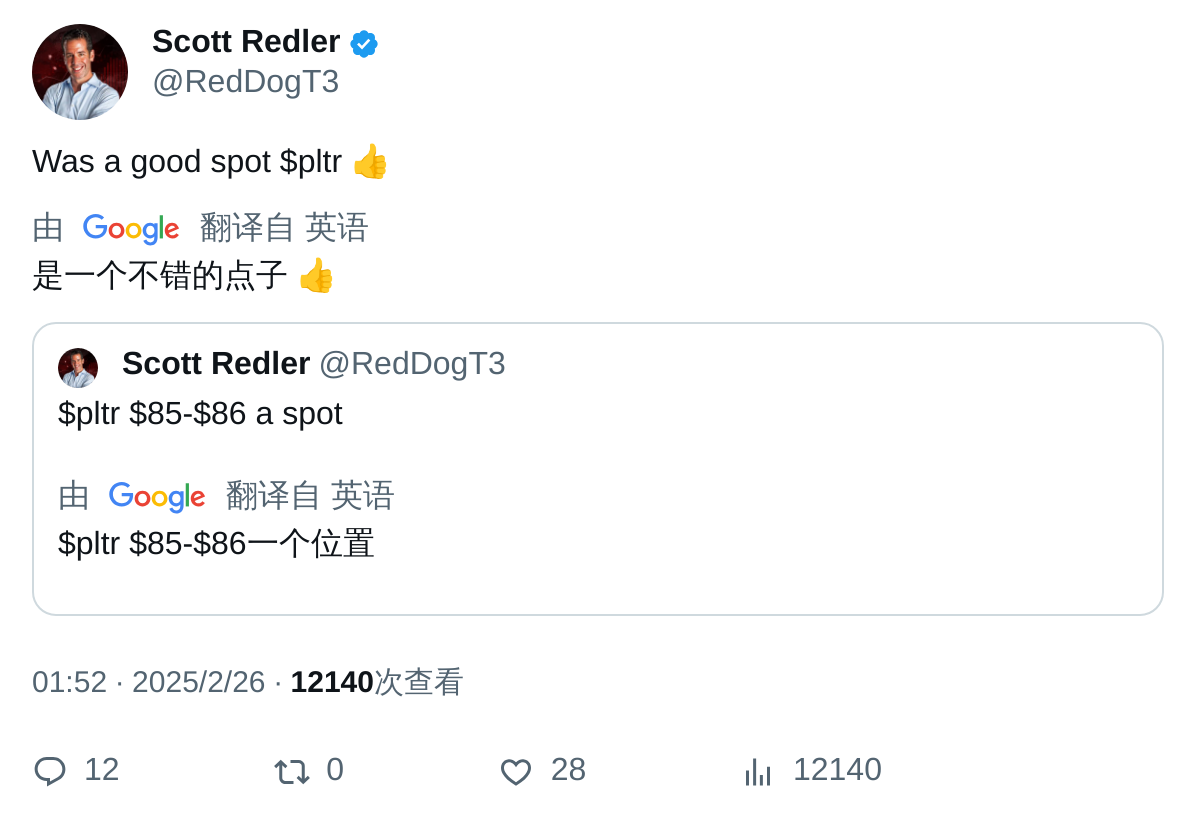 Scott Redler
@RedDogT3
Was a good spot $pltr 👍
由 Google 翻译自 英语
是一个不错的点子 👍
Scott Redler @RedDogT3
$pltr $85-$86 a spot
由 Google 翻译自 英语
$pltr $85-$86一个位置
01:52 · 2025/2/26 · 12140次查看
12 0 28 12140